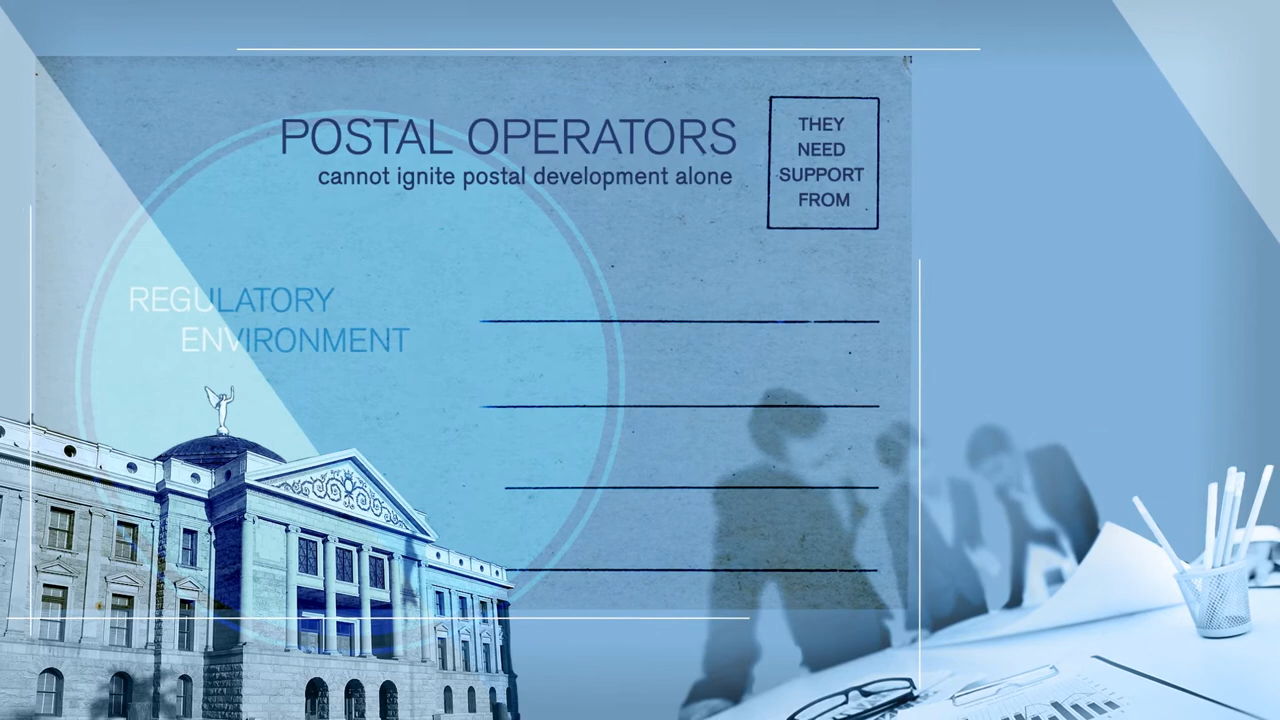 POSTAL OPERATORS
cannot ignite postal development alone
THEY
NEED
SUPPORT
FROM
REGULATORY
ENVIRONMENT